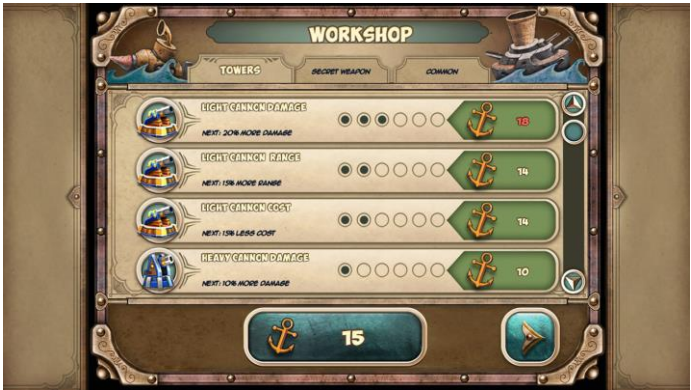 WORKSHOP
TOWERS
SECRET WEAPON
COMMON
LIGHT CANNON DAMAGE
NEXT: 20% MORE DAMAGE
18
LIGHT CANNON RANGE
NEXT: 15% MORE RANGE
14
LIGHT CANNON COST
NEXT: 15% LESS COST
14
HEAVY CANNON DAMAGE
NEXT: 10% MORE DAMAGE
10
15